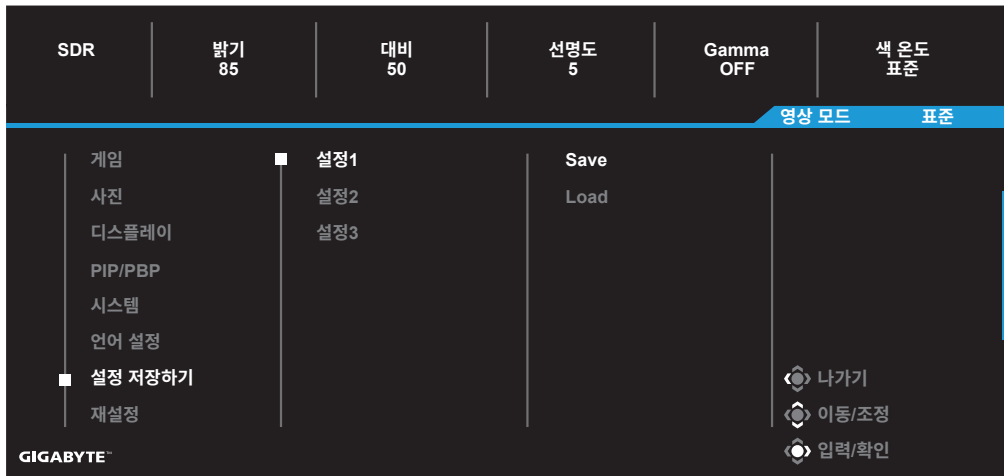 SDR
밝기
85
대비
50
선명도
5
Gamma
OFF
색 온도
표준
영상 모드 표준
게임
사진
디스플레이
PIP/PBP
시스템
언어 설정
설정 저장하기
재설정
설정1
설정2
설정3
Save
Load
나가기
이동/조정
입력/확인
GIGABYTE™